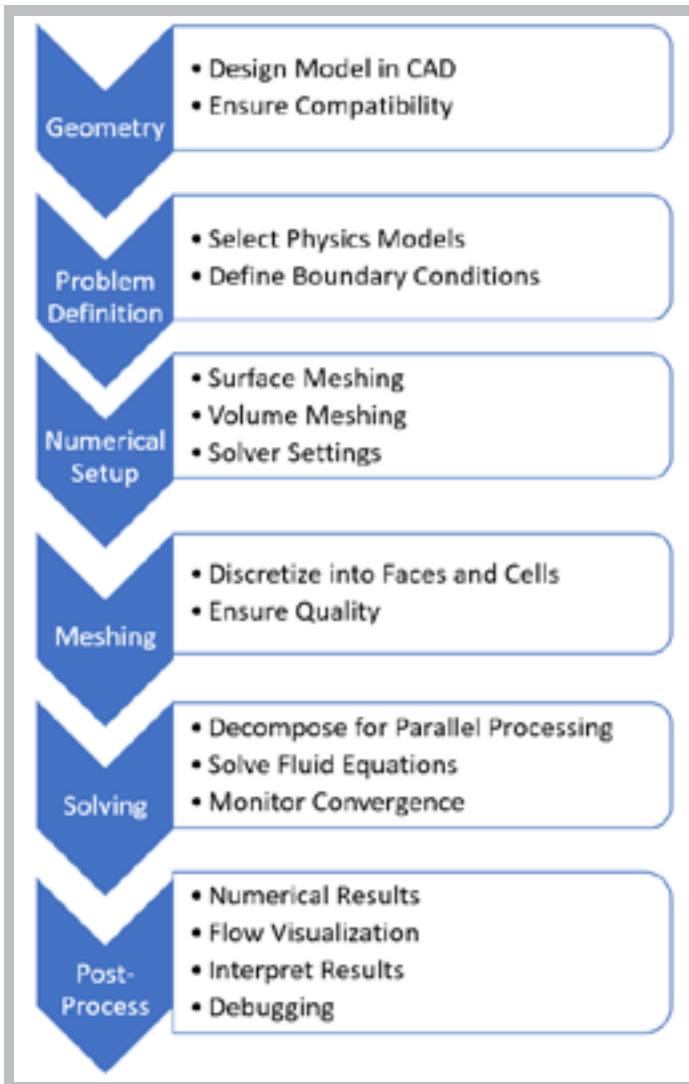 Geometry
• Design Model in CAD
• Ensure Compatibility
Problem
Definition
• Select Physics Models
• Define Boundary Conditions
Numerical
Setup
• Surface Meshing
• Volume Meshing
• Solver Settings
Meshing
• Discretize into Faces and Cells
• Ensure Quality
Solving
• Decompose for Parallel Processing
• Solve Fluid Equations
• Monitor Convergence
Post-
Process
• Numerical Results
• Flow Visualization
• Interpret Results
• Debugging